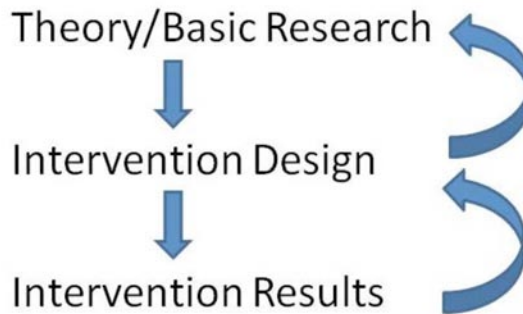 Theory/Basic Research
Intervention Design
Intervention Results